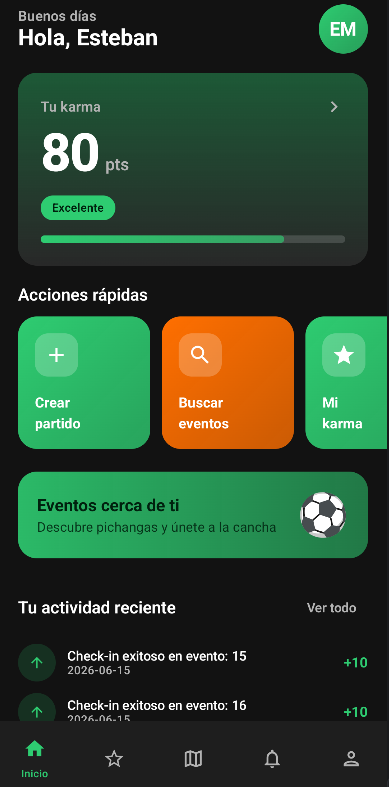 Buenos días
Hola, Esteban
EM
Tu karma
80 pts
Excelente
Acciones rápidas
Crear
partido
Buscar
eventos
Mi
karma
Eventos cerca de ti
Descubre pichangas y únete a la cancha
Tu actividad reciente
Ver todo
Check-in exitoso en evento: 15
+10
2026-06-15
Check-in exitoso en evento: 16
+10
2026-06-15
Inicio